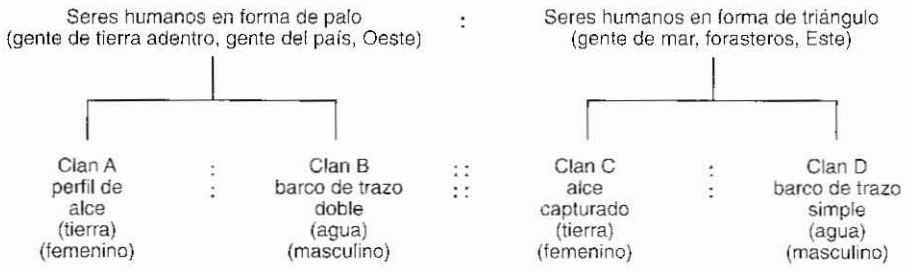 Seres humanos en forma de palo : Seres humanos en forma de triángulo
(gente de tierra adentro, gente del país, Oeste) (gente de mar, forasteros, Este)
Clan A : Clan B :: Clan C : Clan D
perfil de : barco de trazo :: alce : barco de trazo
alce doble capturado simple
(tierra) (agua) (tierra) (agua)
(femenino) (masculino) (femenino) (masculino)